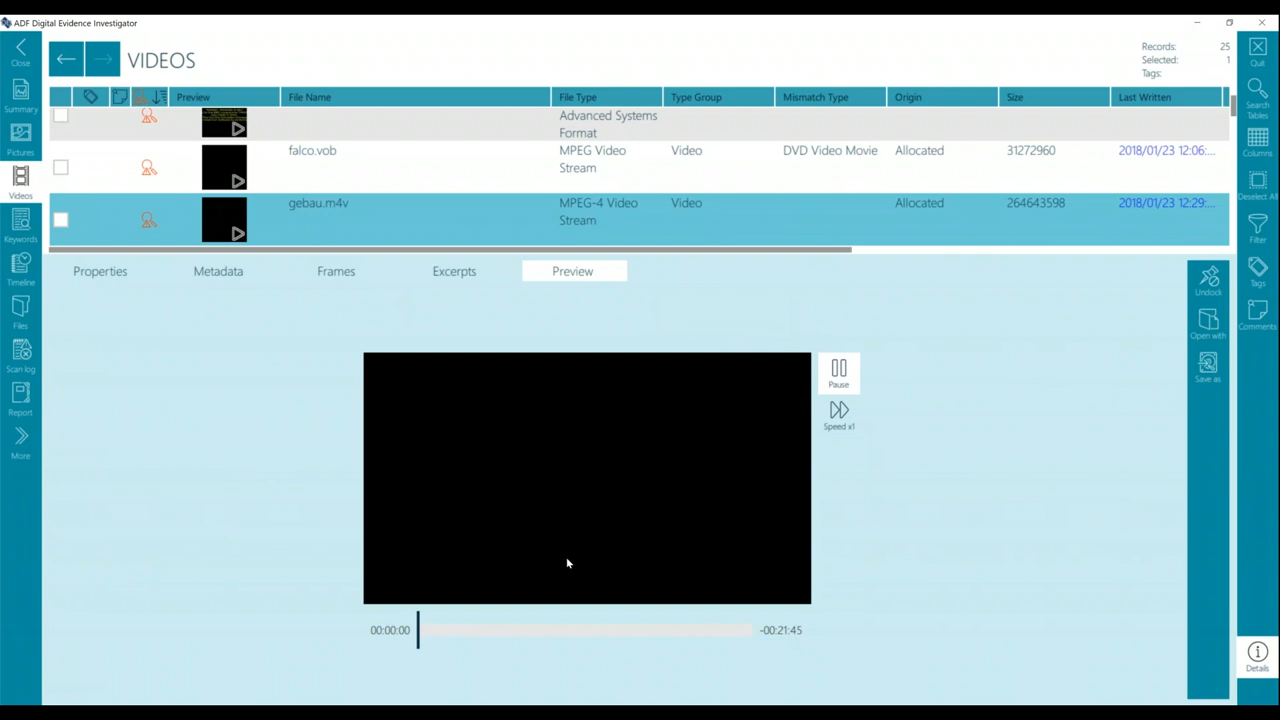 ADF Digital Evidence Investigator
Close
Summary
Pictures
Videos
Keywords
Timeline
Files
Scan log
Report
More
VIDEOS
Records: 25
Selected: 1
Tags:
Preview File Name File Type Type Group Mismatch Type Origin Size Last Written
Advanced Systems
Format
falco.vob MPEG Video Video DVD Video Movie Allocated 31272960 2018/01/23 12:06:...
Stream
gebau.m4v MPEG-4 Video Video Allocated 264643598 2018/01/23 12:29:...
Stream
Properties Metadata Frames Excerpts Preview
Pause
Speed x1
00:00:00 -00:21:45
Undock
Open with
Save as
Quit
Search
Tables
Columns
Deselect All
Filter
Tags
Comments
Details